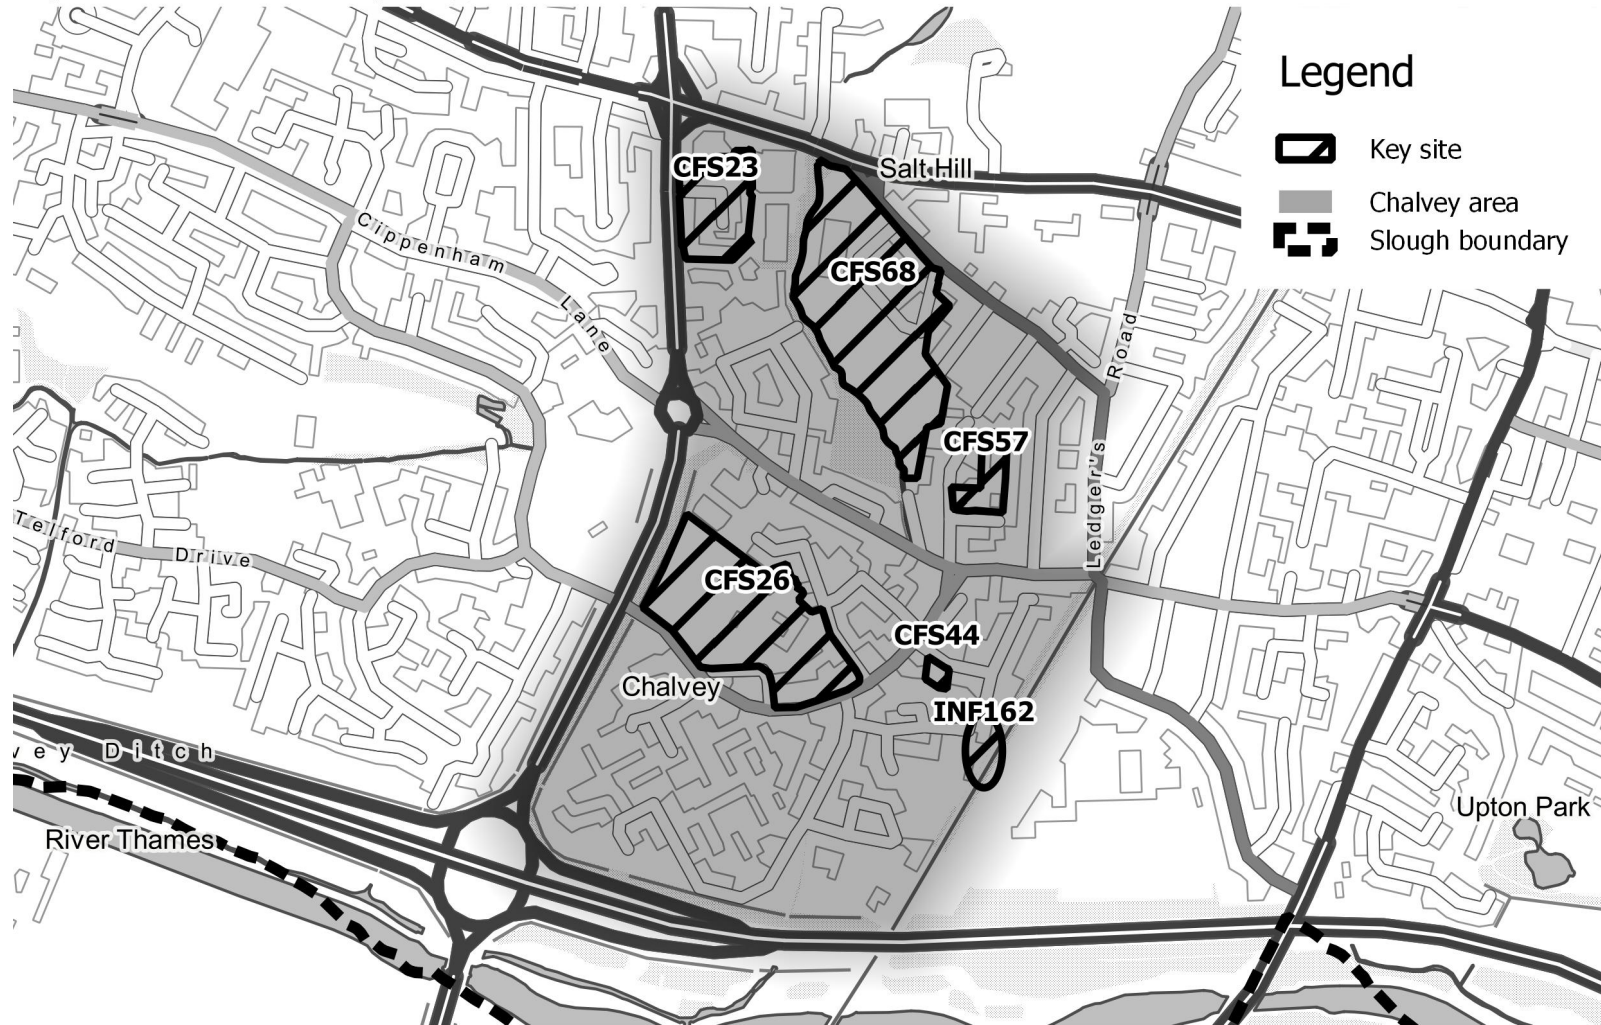 Legend
Key site
Chalvey area
Slough boundary
CFS23
Salt Hill
Cippenham
Lane
CFS68
Road
CFS57
Ledger's
Telford Drive
CFS26
CFS44
Chalvey
INF162
vey Ditch
River Thames
Upton Park